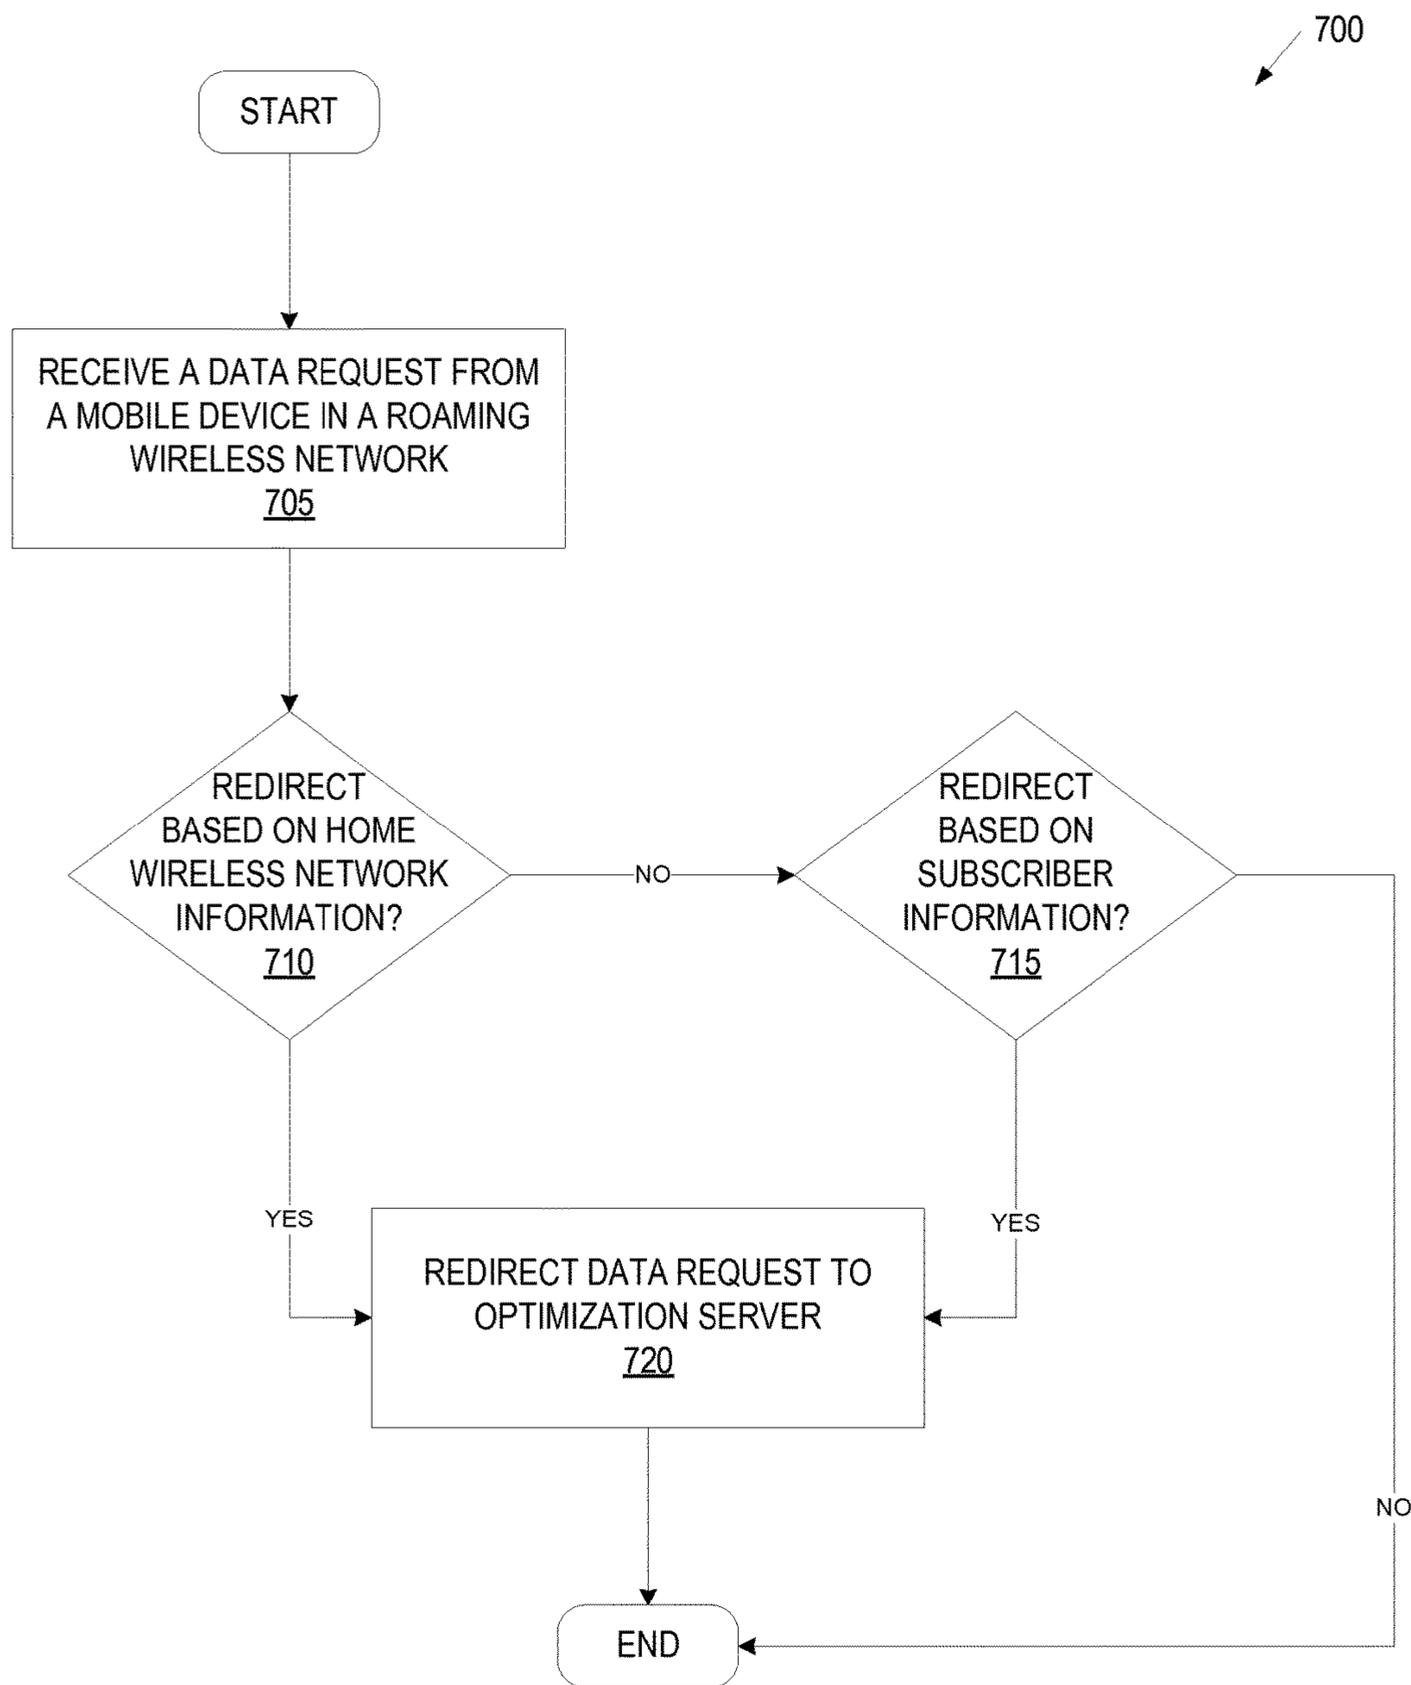 700
START
RECEIVE A DATA REQUEST FROM
A MOBILE DEVICE IN A ROAMING
WIRELESS NETWORK
705
REDIRECT
BASED ON HOME
WIRELESS NETWORK
INFORMATION?
710
NO
REDIRECT
BASED ON
SUBSCRIBER
INFORMATION?
715
YES
YES
REDIRECT DATA REQUEST TO
OPTIMIZATION SERVER
720
NO
END